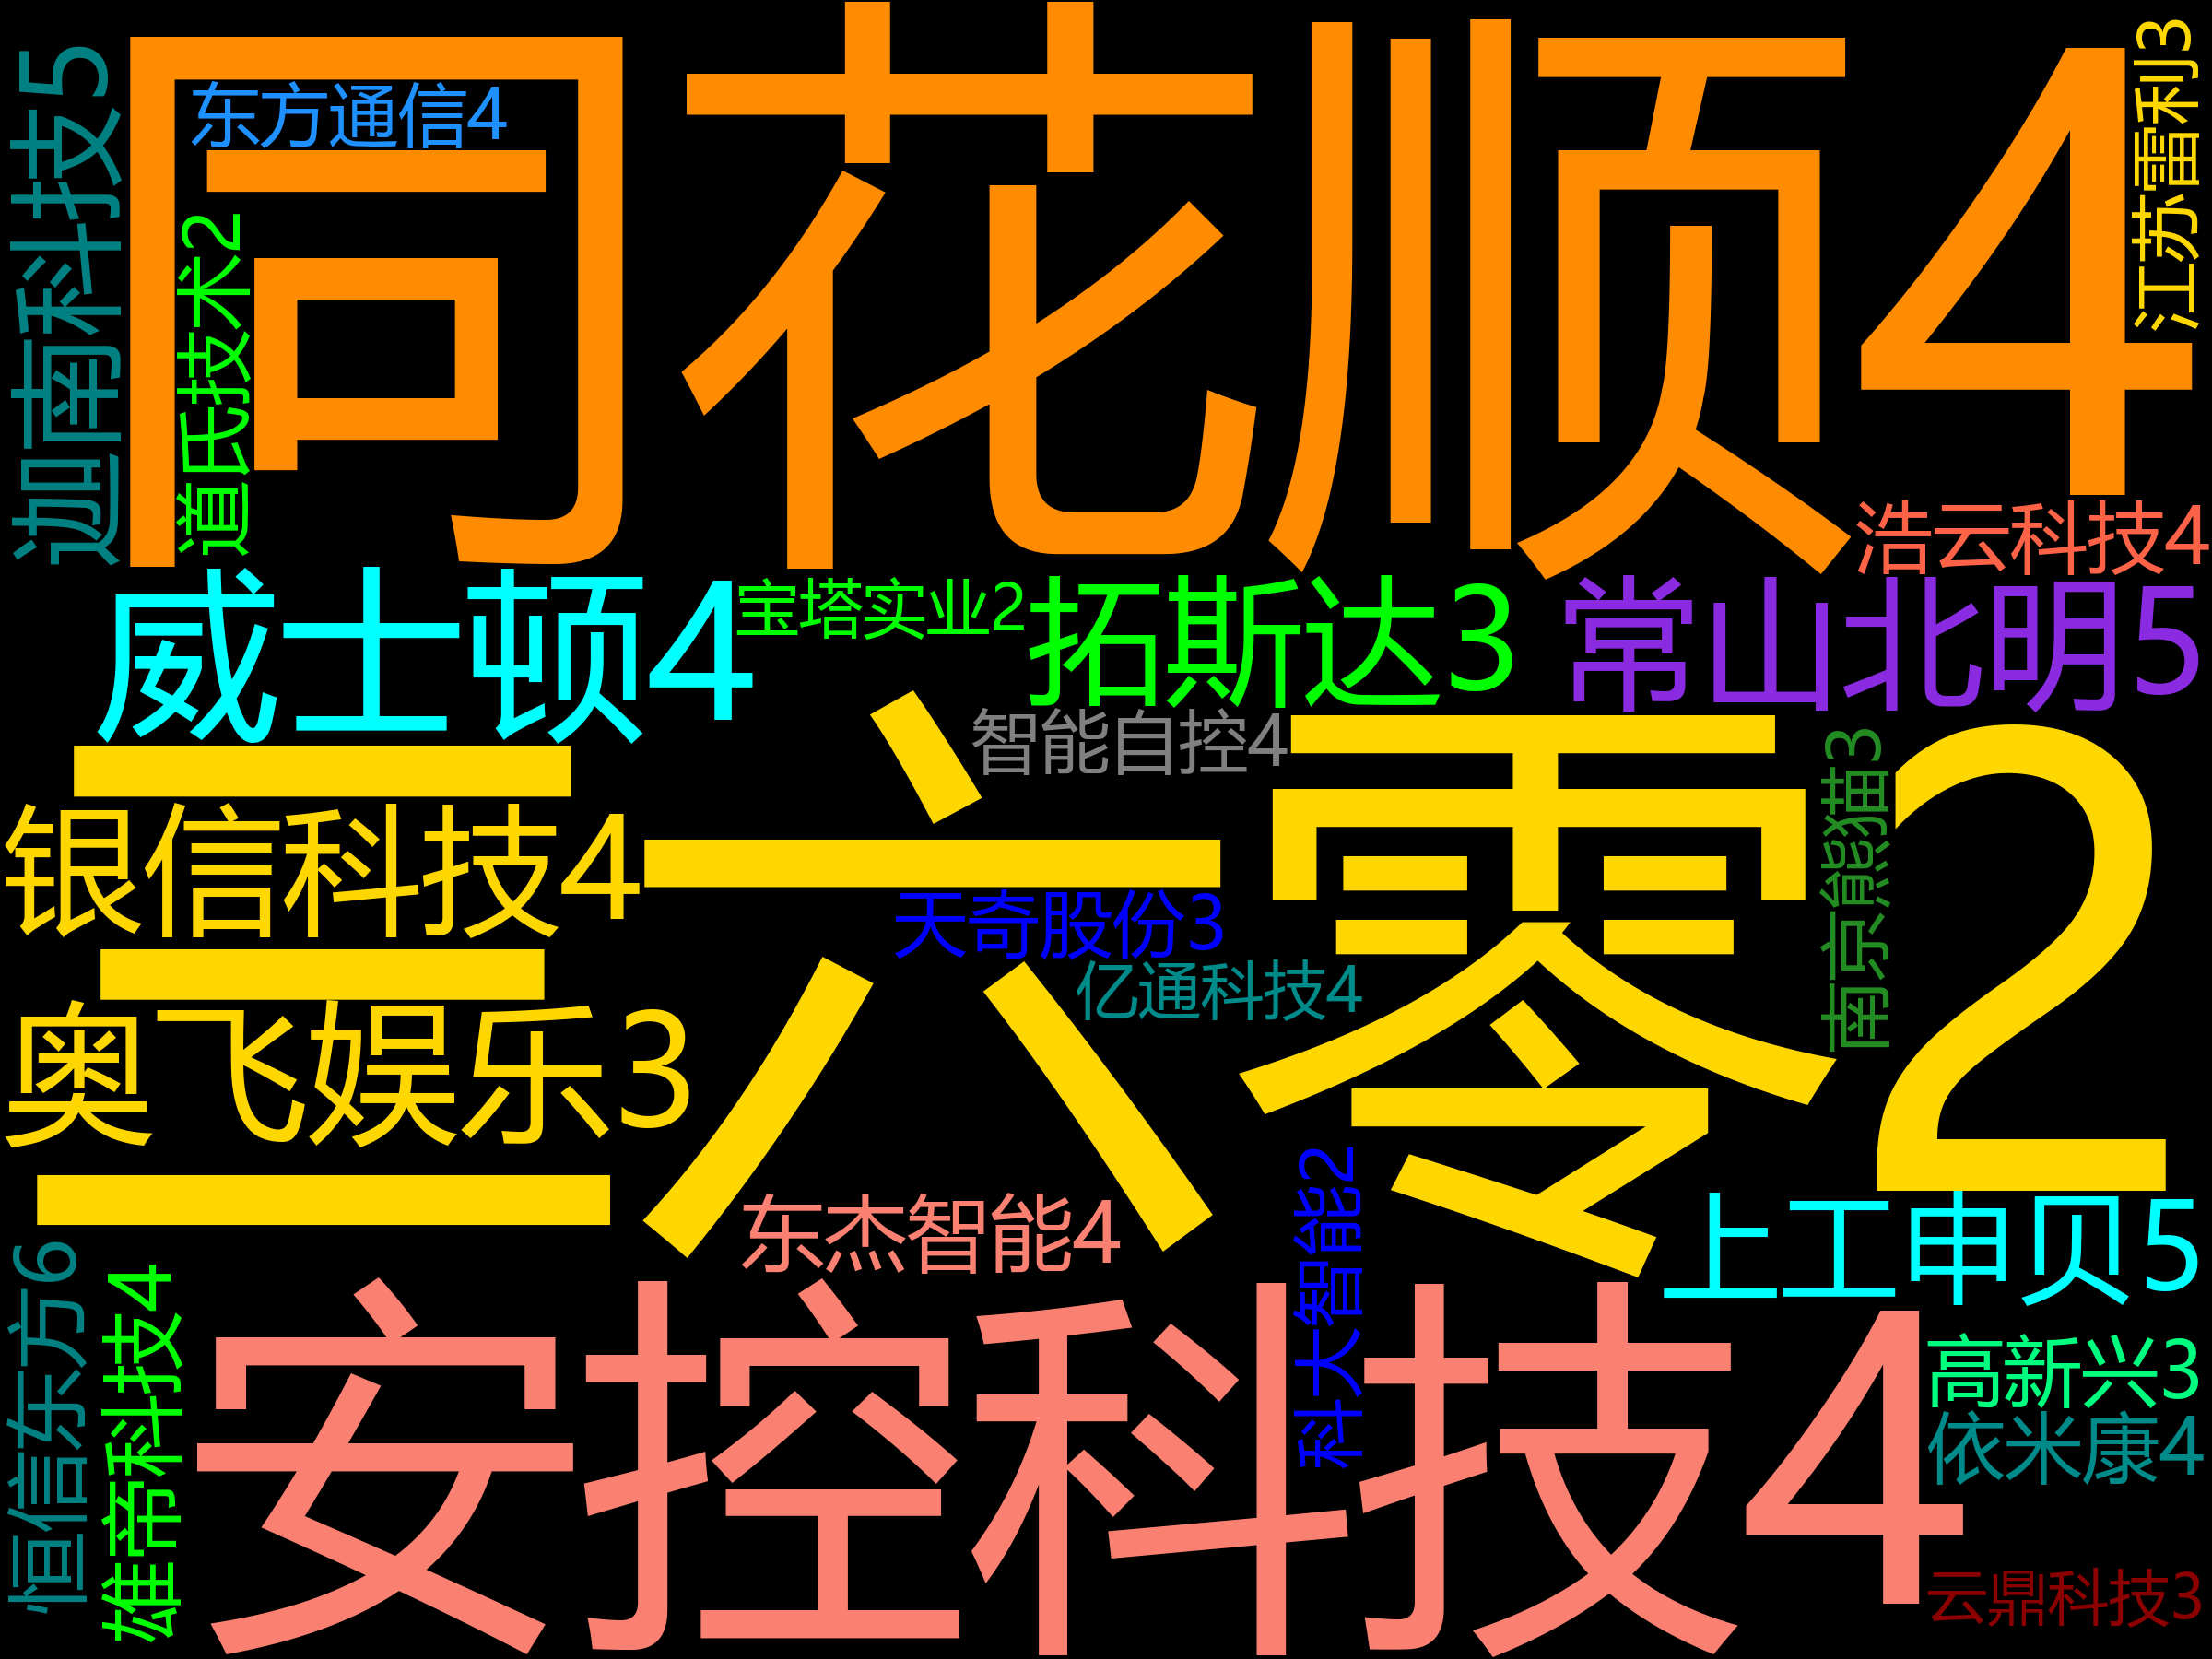 同花顺4
迦南科技5
东方通信4
道氏技术2
江苏雷利3
浩云科技4
威士顿4
宝塔实业2
拓斯达3
常山北明5
智能自控4
三六零2
银信科技4
天奇股份3
亿通科技4
南京熊猫3
奥飞娱乐3
科大智能2
东杰智能4
上工申贝5
恒信东方6
雄帝科技4
安控科技4
高新兴3
依米康4
云鼎科技3